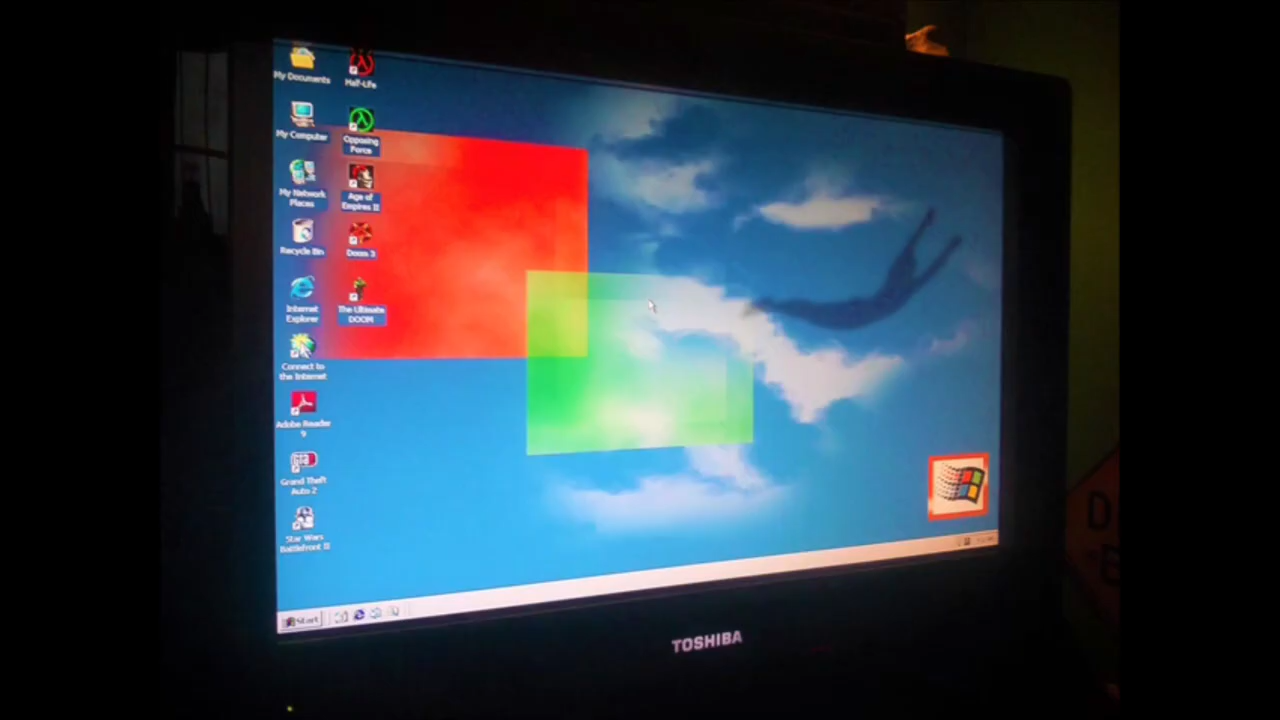 My Documents
Half-Life
My Computer
Opposing
Force
My Network
Places
Age of
Empires II
Recycle Bin
Doom 3
Internet
Explorer
The Ultimate
DOOM
Connect to
the Internet
Adobe Reader
9
GTA
Grand Theft
Auto 2
Star Wars
Battlefront II
Start
TOSHIBA
D
B